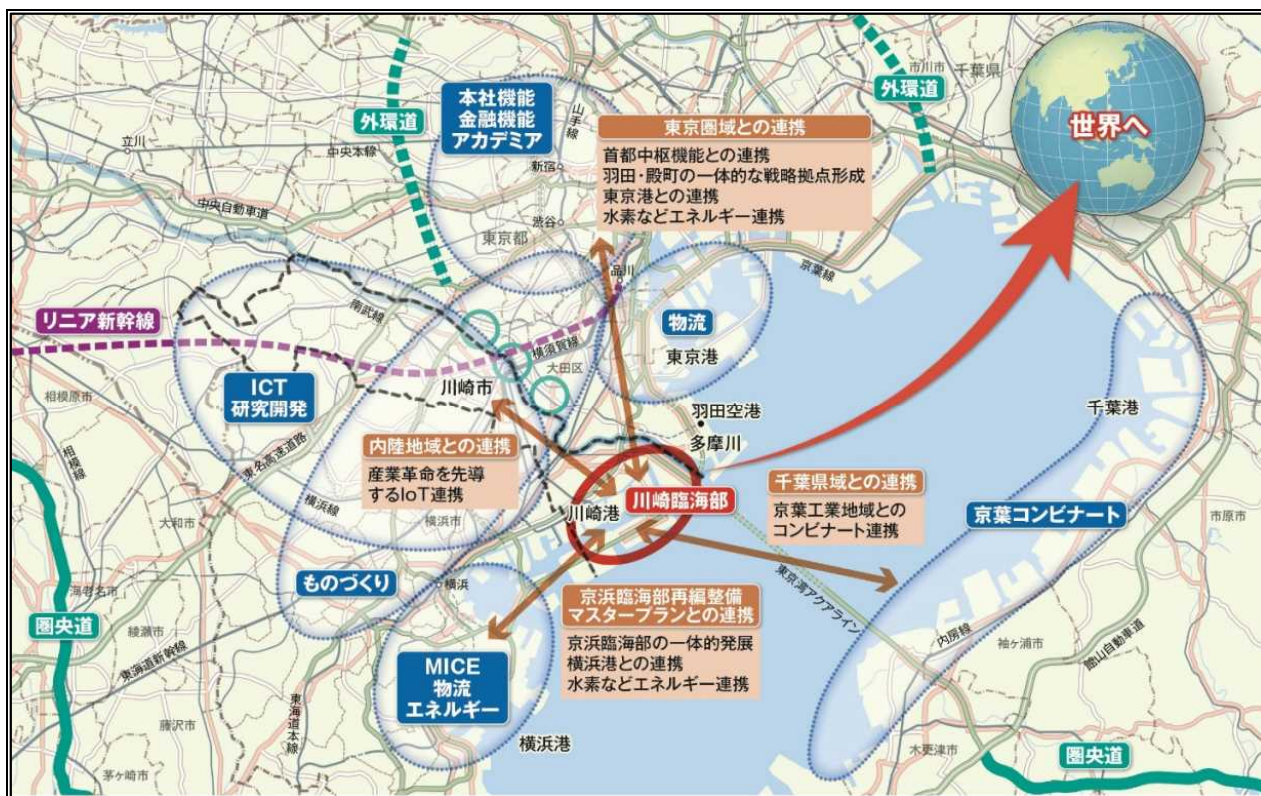 外環道
本社機能
金融機能
アカデミア
山手線
新宿
渋谷
東京都
品川
立川
中央本線
中央自動車道
東京圏域との連携
首都中枢機能との連携
羽田・殿町の一体的な戦略拠点形成
東京港との連携
水素などエネルギー連携
外環道
市川市
千葉県
世界へ
京葉線
リニア新幹線
南武線
横須賀線
大田区
物流
東京港
ICT
研究開発
川崎市
羽田空港
多摩川
千葉港
相模原市
相模線
東名高速道路
内陸地域との連携
産業革命を先導
するIoT連携
川崎港
川崎臨海部
千葉県域との連携
京葉工業地域との
コンビナート連携
京葉コンビナート
市原市
横浜線
横浜市
大和市
ものづくり
横浜
東京湾アクアライン
海老名市
圏央道
綾瀬市
東海道新幹線
東海道本線
藤沢市
茅ヶ崎市
MICE
物流
エネルギー
横浜港
京浜臨海部再編整備
マスタープランとの連携
京浜臨海部の一体的発展
横浜港との連携
水素などエネルギー連携
内房線
袖ヶ浦市
館山自動車道
木更津市
圏央道